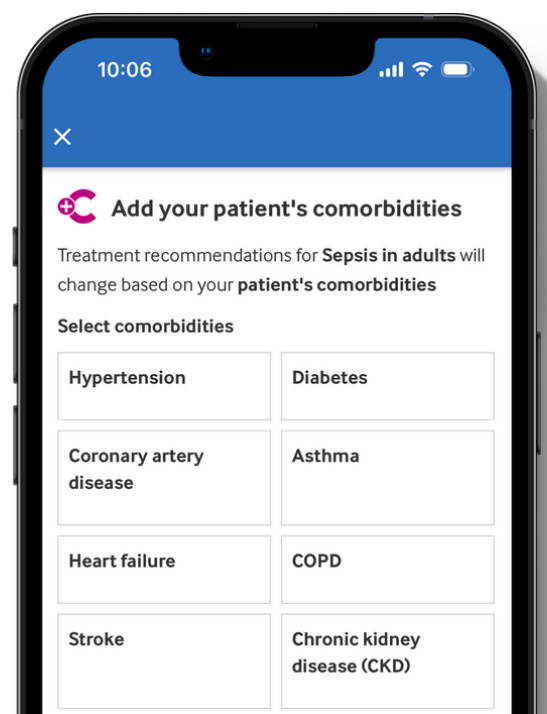 10:06
Add your patient's comorbidities
Treatment recommendations for Sepsis in adults will
change based on your patient's comorbidities
Select comorbidities
Hypertension
Diabetes
Coronary artery
disease
Asthma
Heart failure
COPD
Stroke
Chronic kidney
disease (CKD)